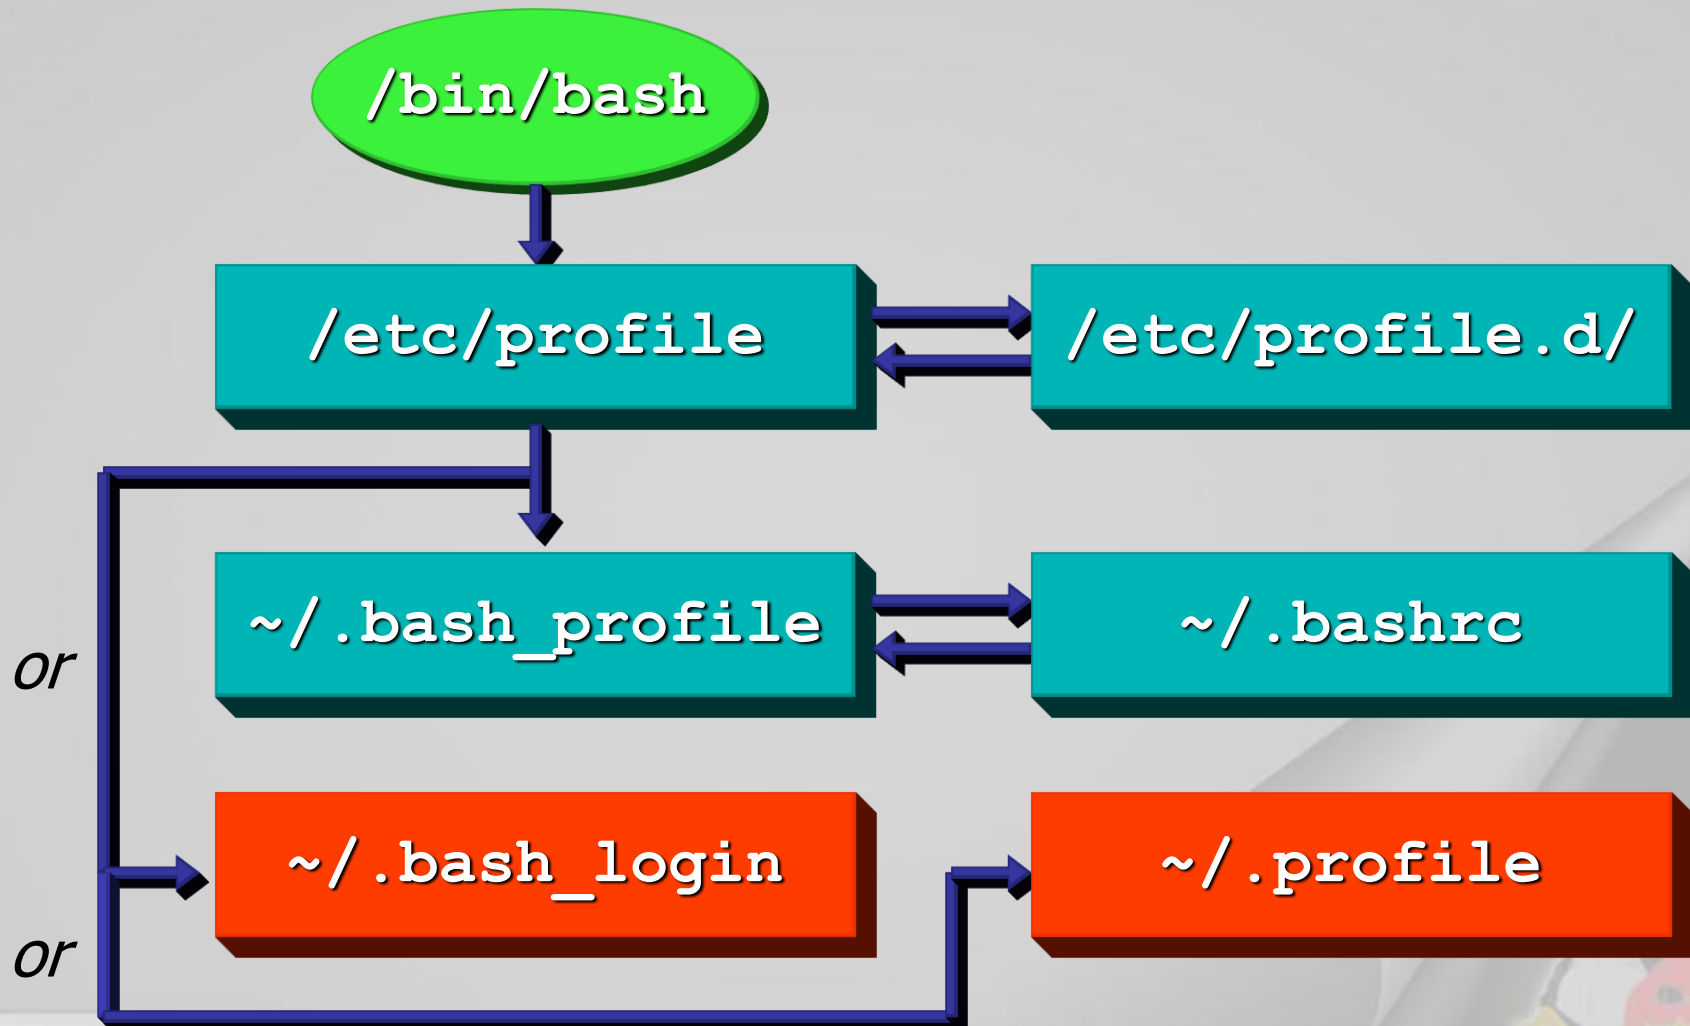 /bin/bash
/etc/profile
/etc/profile.d/
~/.bash_profile
~/.bashrc
or
~/.bash_login
~/.profile
or